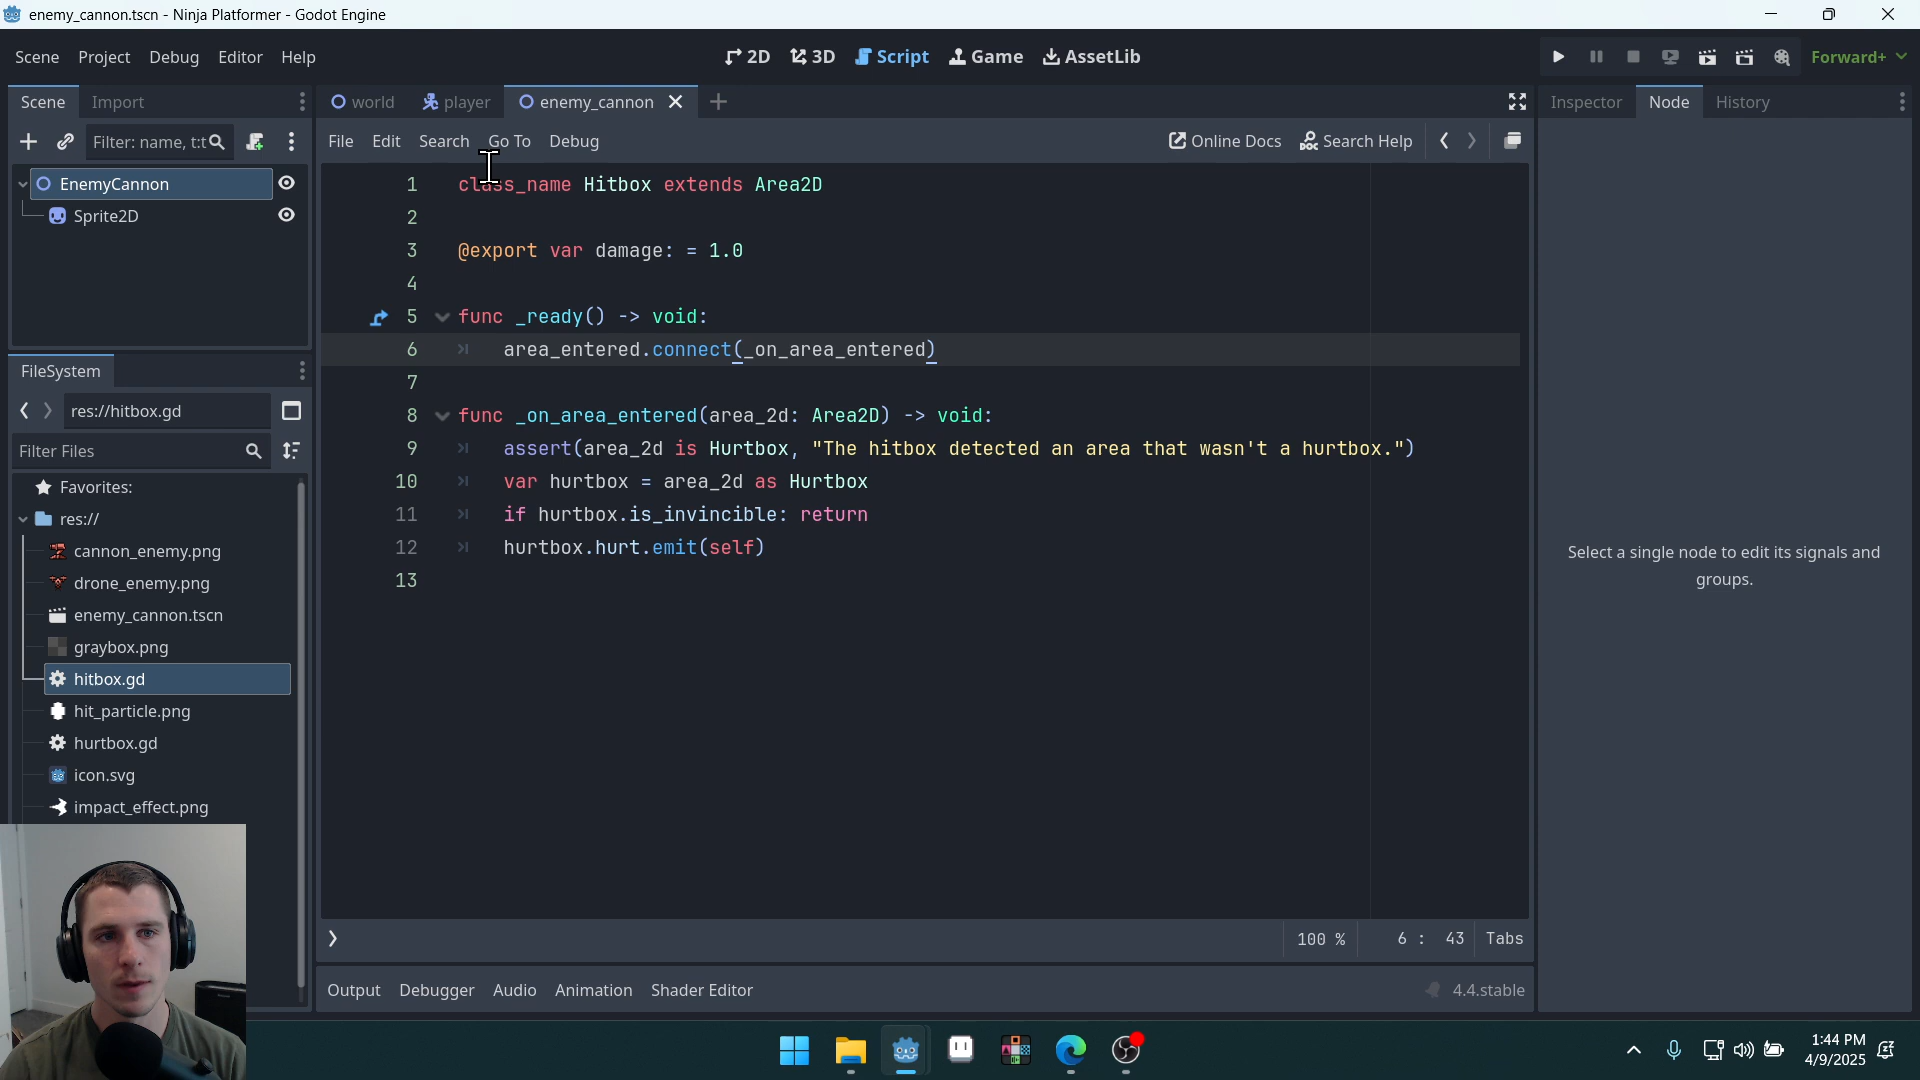 enemy_cannon.tscn - Ninja Platformer - Godot Engine
Scene Project Debug Editor Help
2D 3D Script Game AssetLib
Forward+
Scene Import
world player enemy_cannon
Inspector Node History
Filter: name, t:t
File Edit Search Go To Debug
Online Docs Search Help
EnemyCannon
Sprite2D
1 class_name Hitbox extends Area2D
2
3 @export var damage: = 1.0
4
5 func _ready() -> void:
6 area_entered.connect(_on_area_entered)
7
8 func _on_area_entered(area_2d: Area2D) -> void:
9 assert(area_2d is Hurtbox, "The hitbox detected an area that wasn't a hurtbox.")
10 var hurtbox = area_2d as Hurtbox
11 if hurtbox.is_invincible: return
12 hurtbox.hurt.emit(self)
13
FileSystem
res://hitbox.gd
Filter Files
Favorites:
res://
cannon_enemy.png
drone_enemy.png
enemy_cannon.tscn
graybox.png
hitbox.gd
hit_particle.png
hurtbox.gd
icon.svg
impact_effect.png
Select a single node to edit its signals and
groups.
100 % 6 : 43 Tabs
Output Debugger Audio Animation Shader Editor
4.4.stable
1:44 PM
4/9/2025